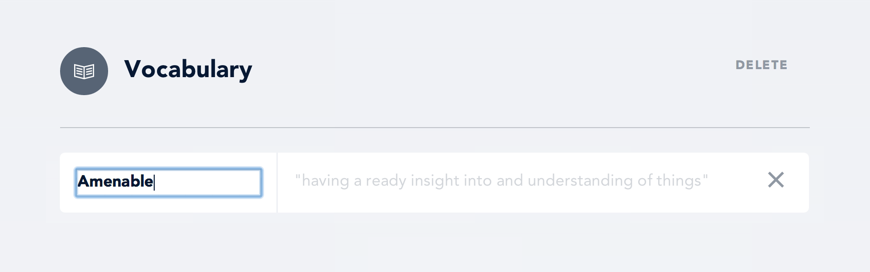 Vocabulary
DELETE
Amenable
"having a ready insight into and understanding of things"